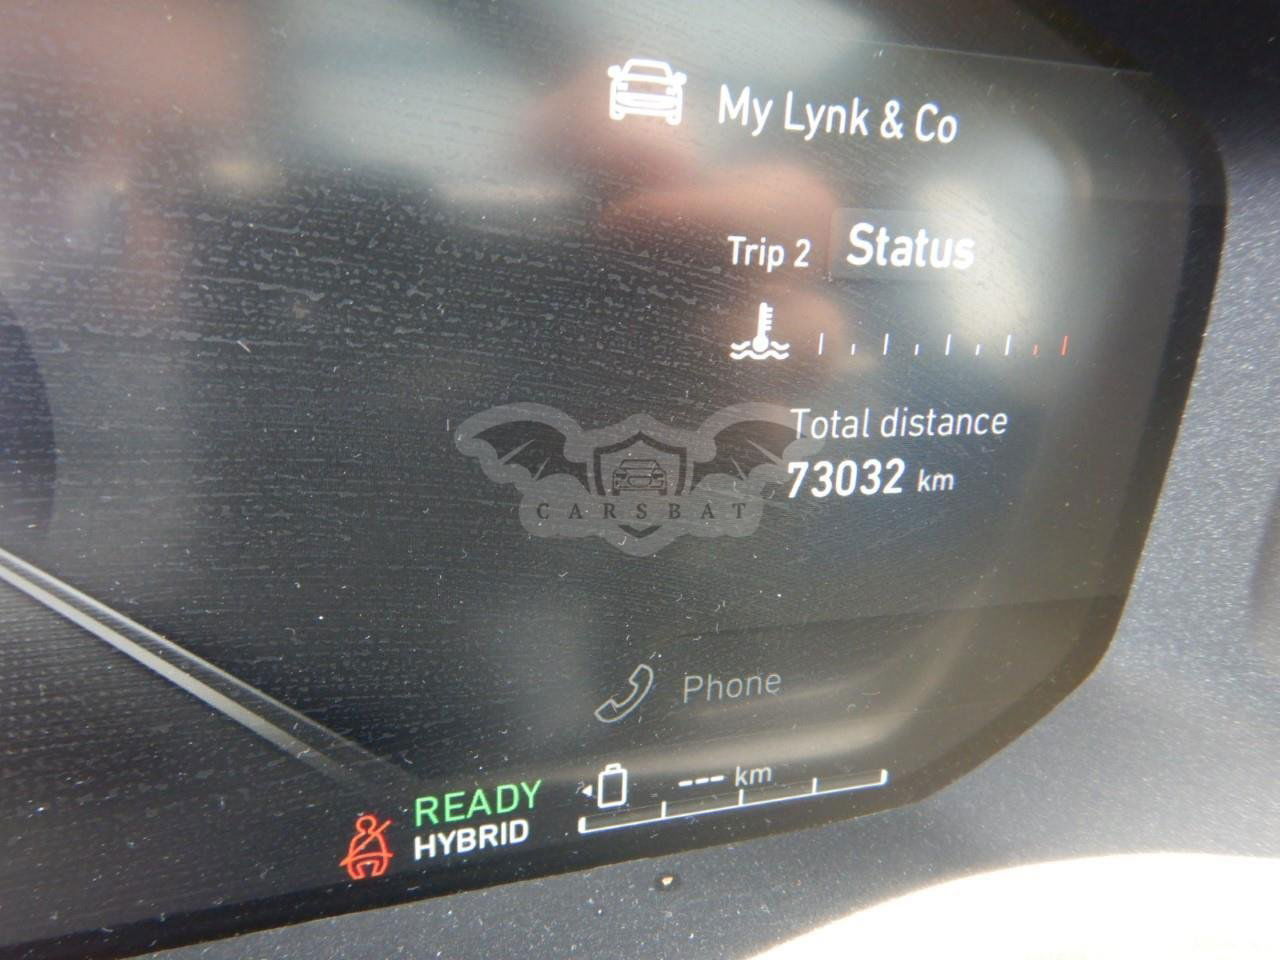 My Lynk & Co
Trip 2 Status
Total distance
73032 km
CARSBAT
Phone
--- km
READY
HYBRID